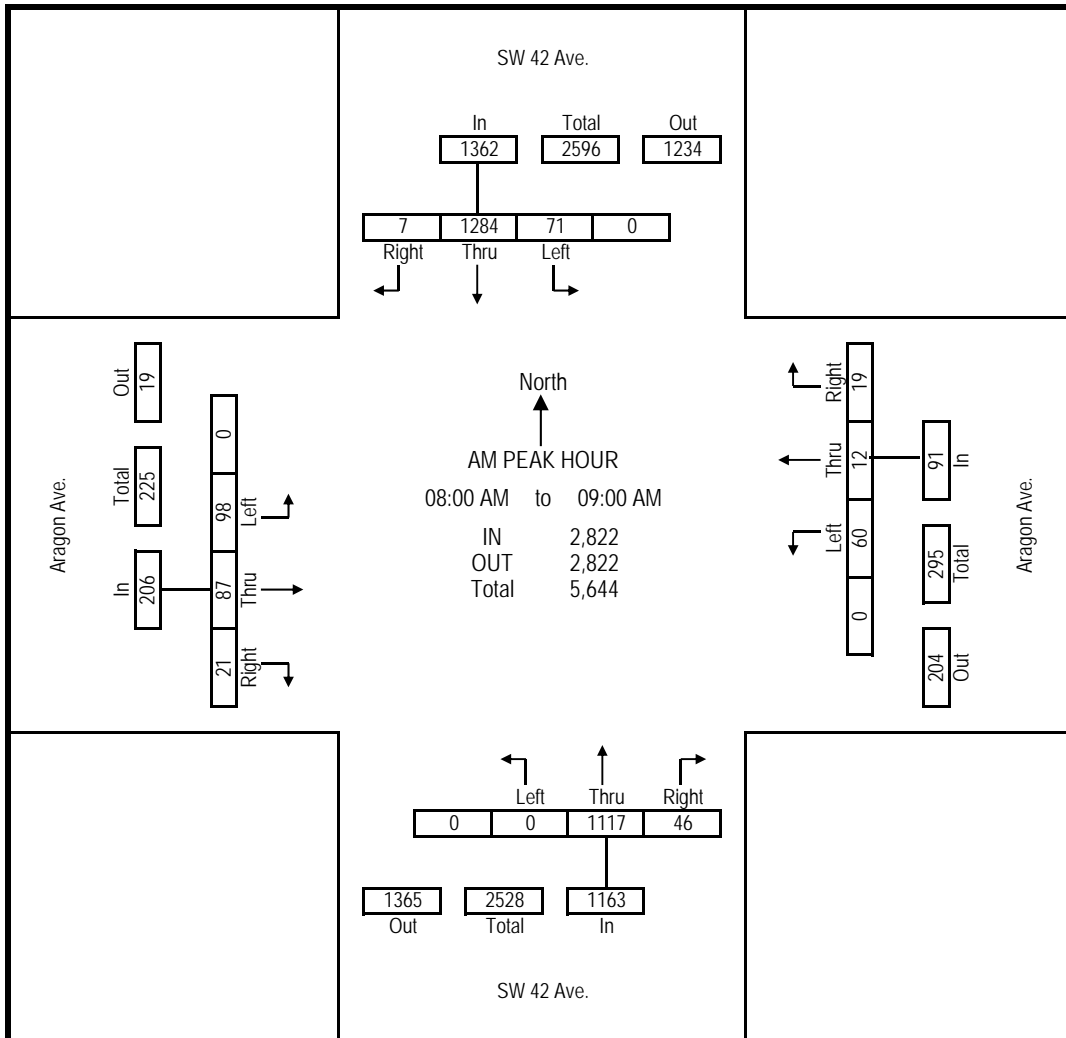 SW 42 Ave.
In Total Out
1362 2596 1234
7 1284 71 0
Right Thru Left
Aragon Ave.
Out 19
Total 225
In 206
0
98 Left
87 Thru
21 Right
North
AM PEAK HOUR
08:00 AM to 09:00 AM
IN 2,822
OUT 2,822
Total 5,644
Right 19
Thru 12
Left 60
0
91 In
295 Total
204 Out
Aragon Ave.
Left Thru Right
0 0 1117 46
1365 2528 1163
Out Total In
SW 42 Ave.